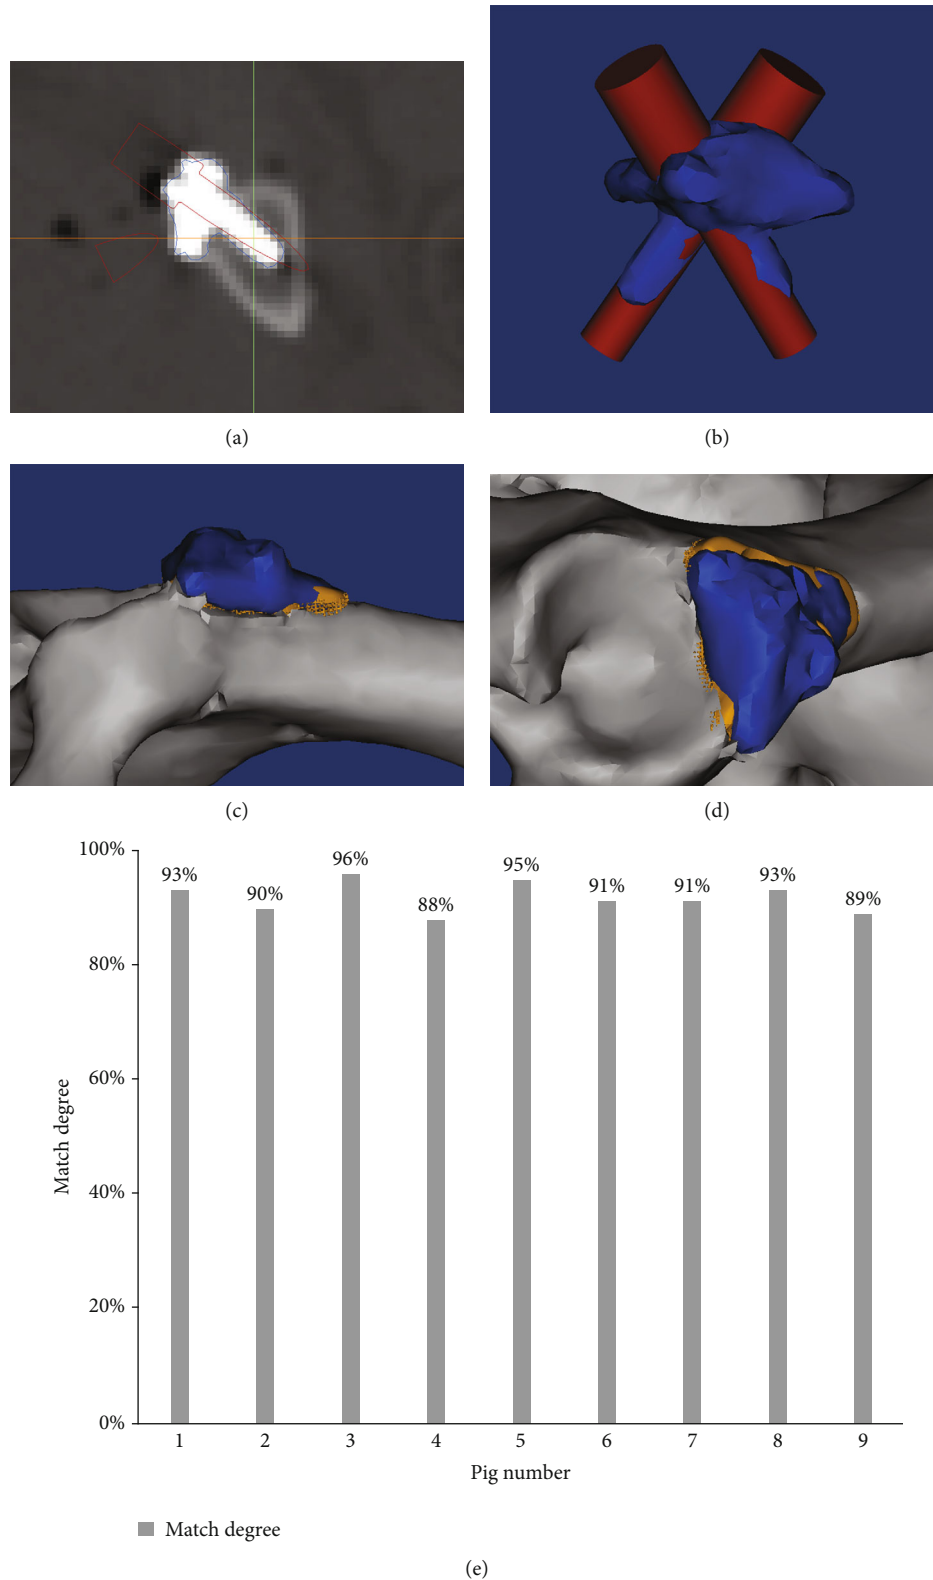 (a)
(b)
(c)
(d)
100%
80%
60%
40%
20%
0%
Match degree
93%
90%
96%
88%
95%
91%
91%
93%
89%
1 2 3 4 5 6 7 8 9
Pig number
Match degree
(e)